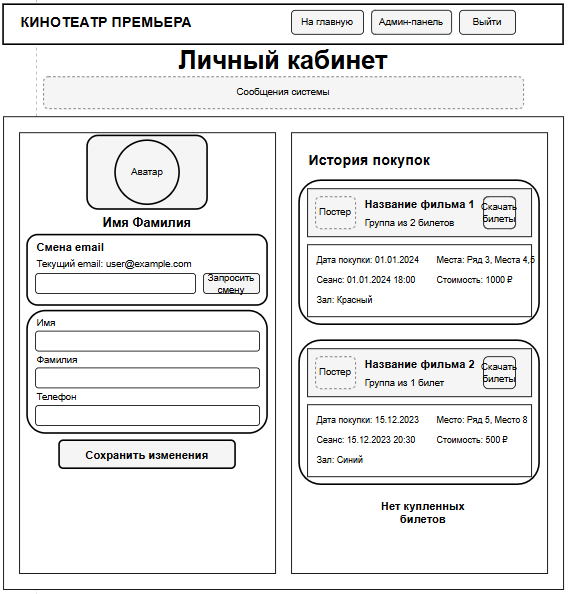 КИНОТЕАТР ПРЕМЬЕРА
На главную
Админ-панель
Выйти
Личный кабинет
Сообщения системы
Аватар
Имя Фамилия
Смена email
Текущий email: user@example.com
Запросить
смену
Имя
Фамилия
Телефон
Сохранить изменения
История покупок
Постер
Название фильма 1
Группа из 2 билетов
Скачать
билеты
Дата покупки: 01.01.2024
Места: Ряд 3, Места 4,5
Сеанс: 01.01.2024 18:00
Стоимость: 1000 ₽
Зал: Красный
Постер
Название фильма 2
Группа из 1 билет
Скачать
билеты
Дата покупки: 15.12.2023
Место: Ряд 5, Место 8
Сеанс: 15.12.2023 20:30
Стоимость: 500 ₽
Зал: Синий
Нет купленных
билетов